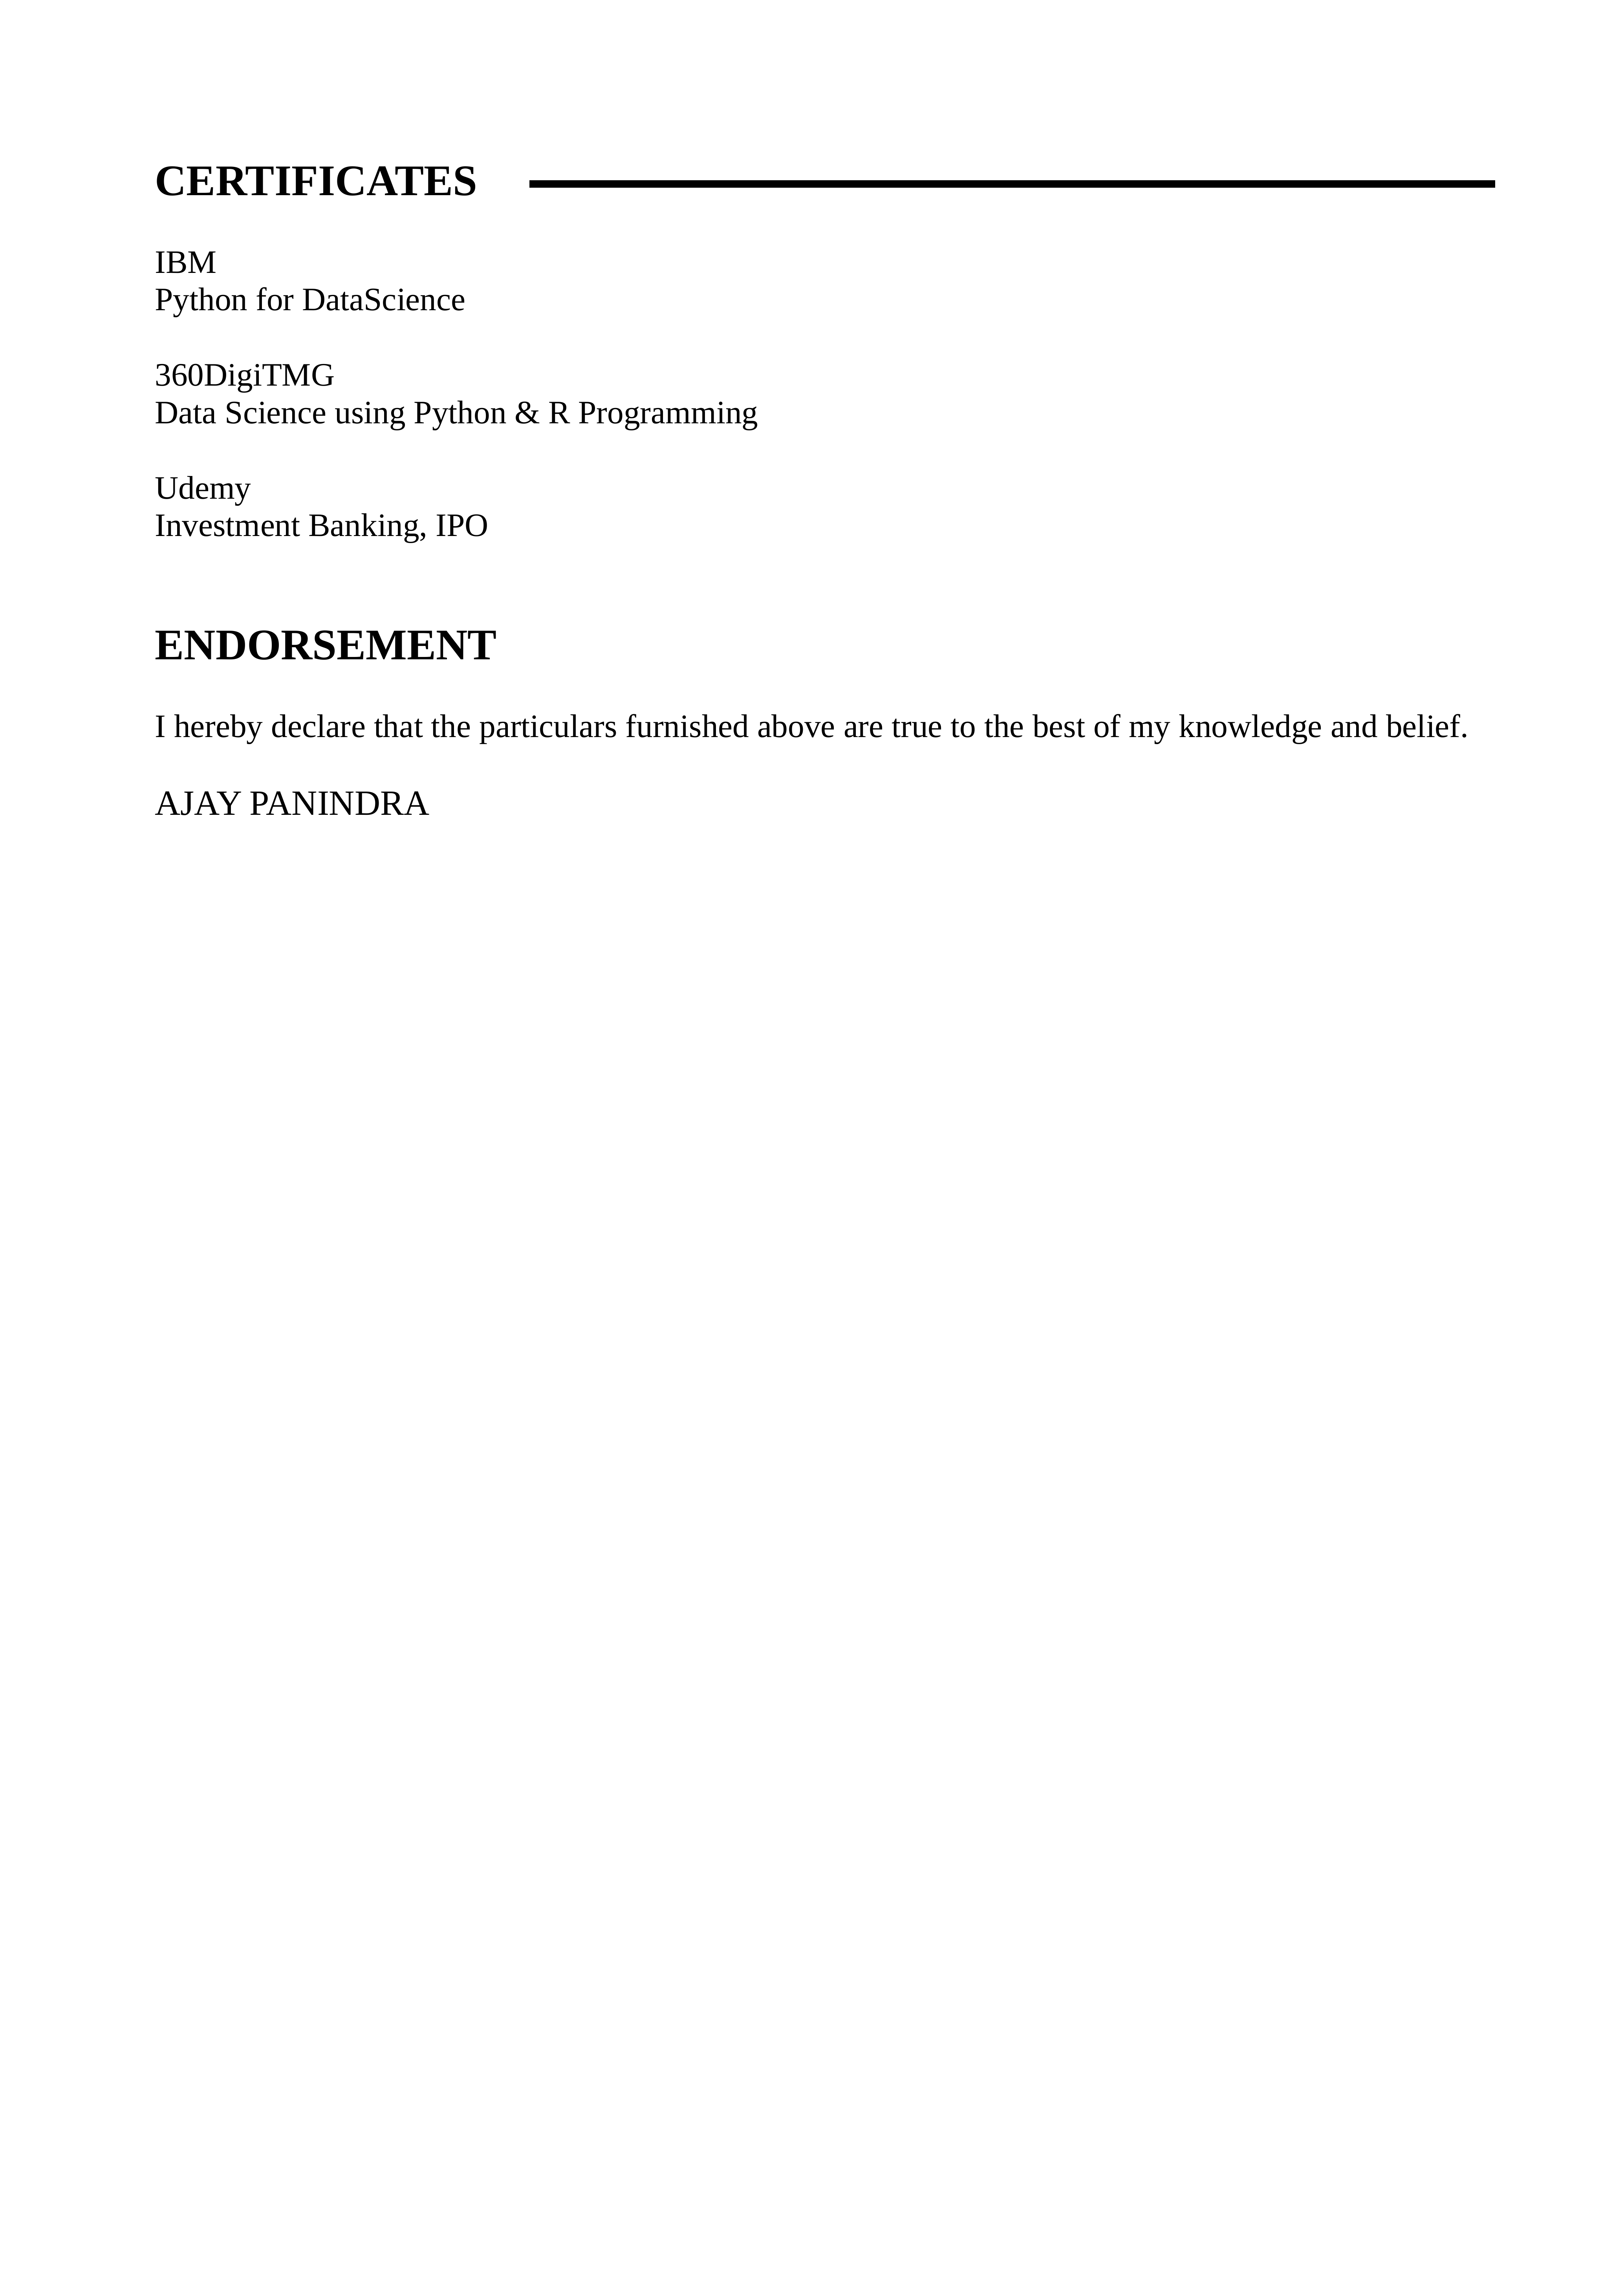 CERTIFICATES
IBM
Python for DataScience
360DigiTMG
Data Science using Python & R Programming
Udemy
Investment Banking, IPO
ENDORSEMENT
I hereby declare that the particulars furnished above are true to the best of my knowledge and belief.
AJAY PANINDRA